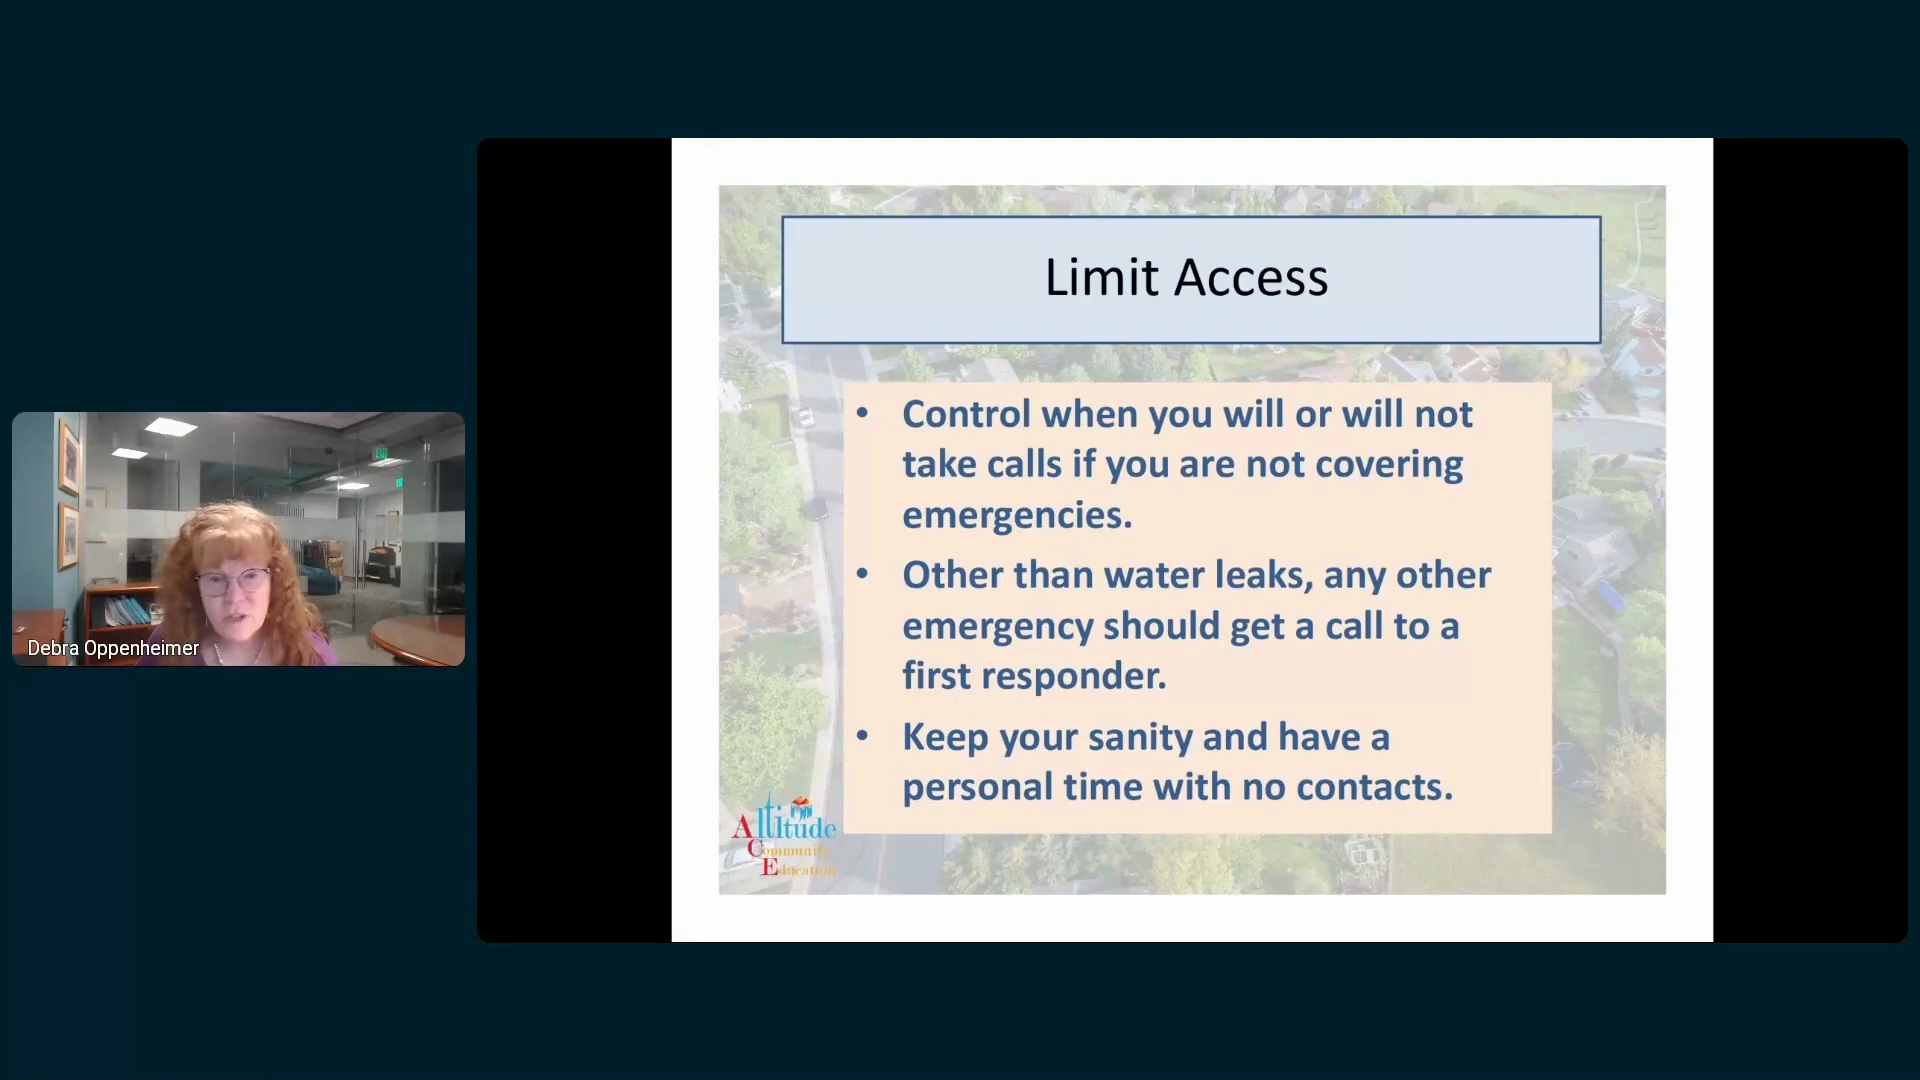 Debra Oppenheimer
Limit Access
• Control when you will or will not
take calls if you are not covering
emergencies.
• Other than water leaks, any other
emergency should get a call to a
first responder.
• Keep your sanity and have a
personal time with no contacts.
Altitude
Community
Education